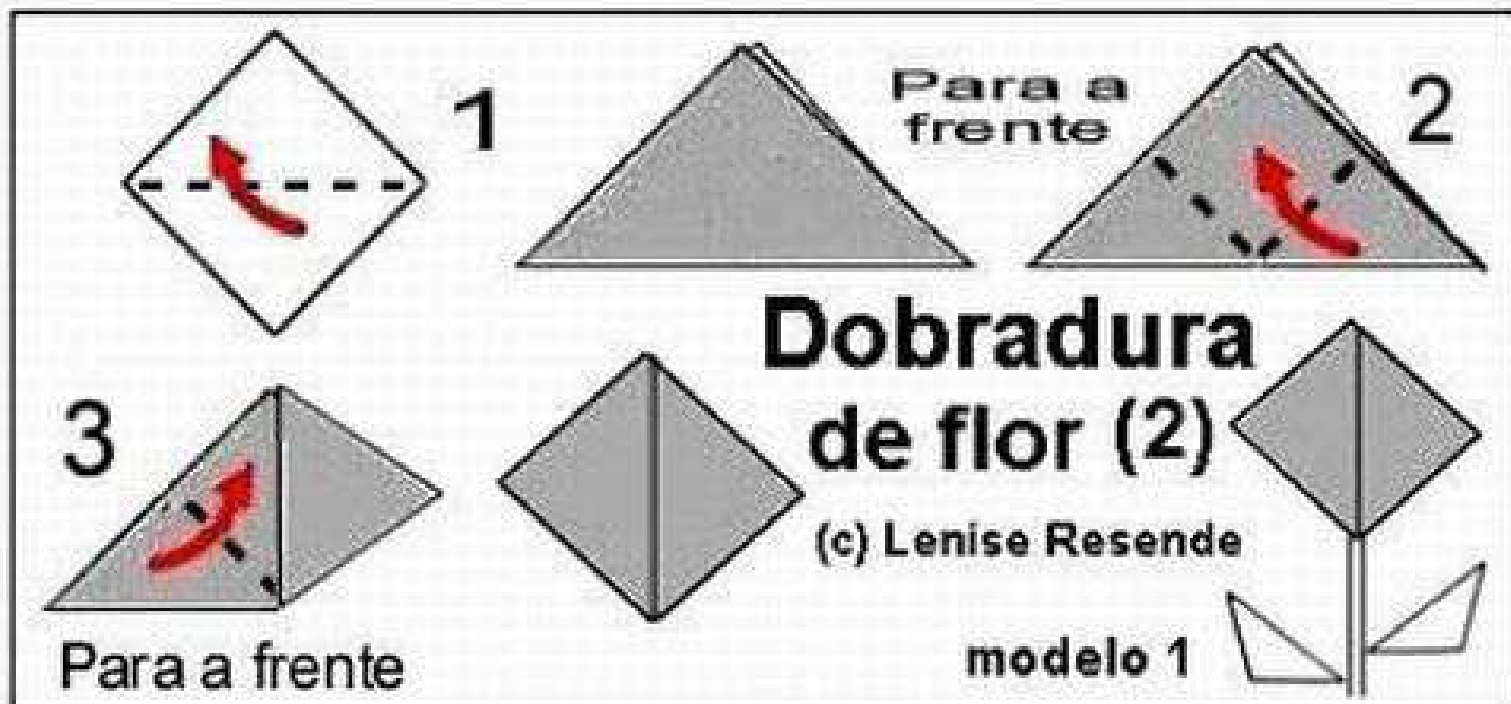 1
Para a
frente
2
Dobradura
de flor (2)
(c) Lenise Resende
3
Para a frente
modelo 1